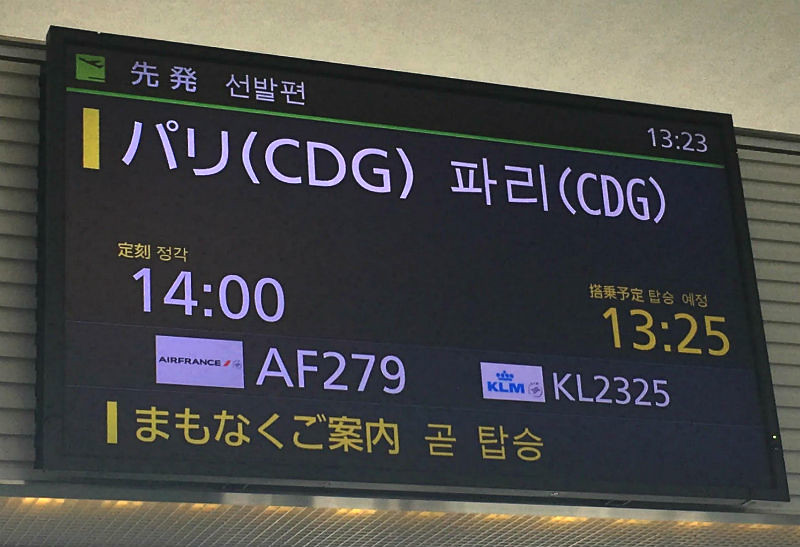 先発 선발편
13:23
パリ(CDG) 파리(CDG)
定刻 정각
14:00
搭乗予定 탑승 예정
13:25
AIRFRANCE AF279
KLM KL2325
まもなくご案内 곧 탑승